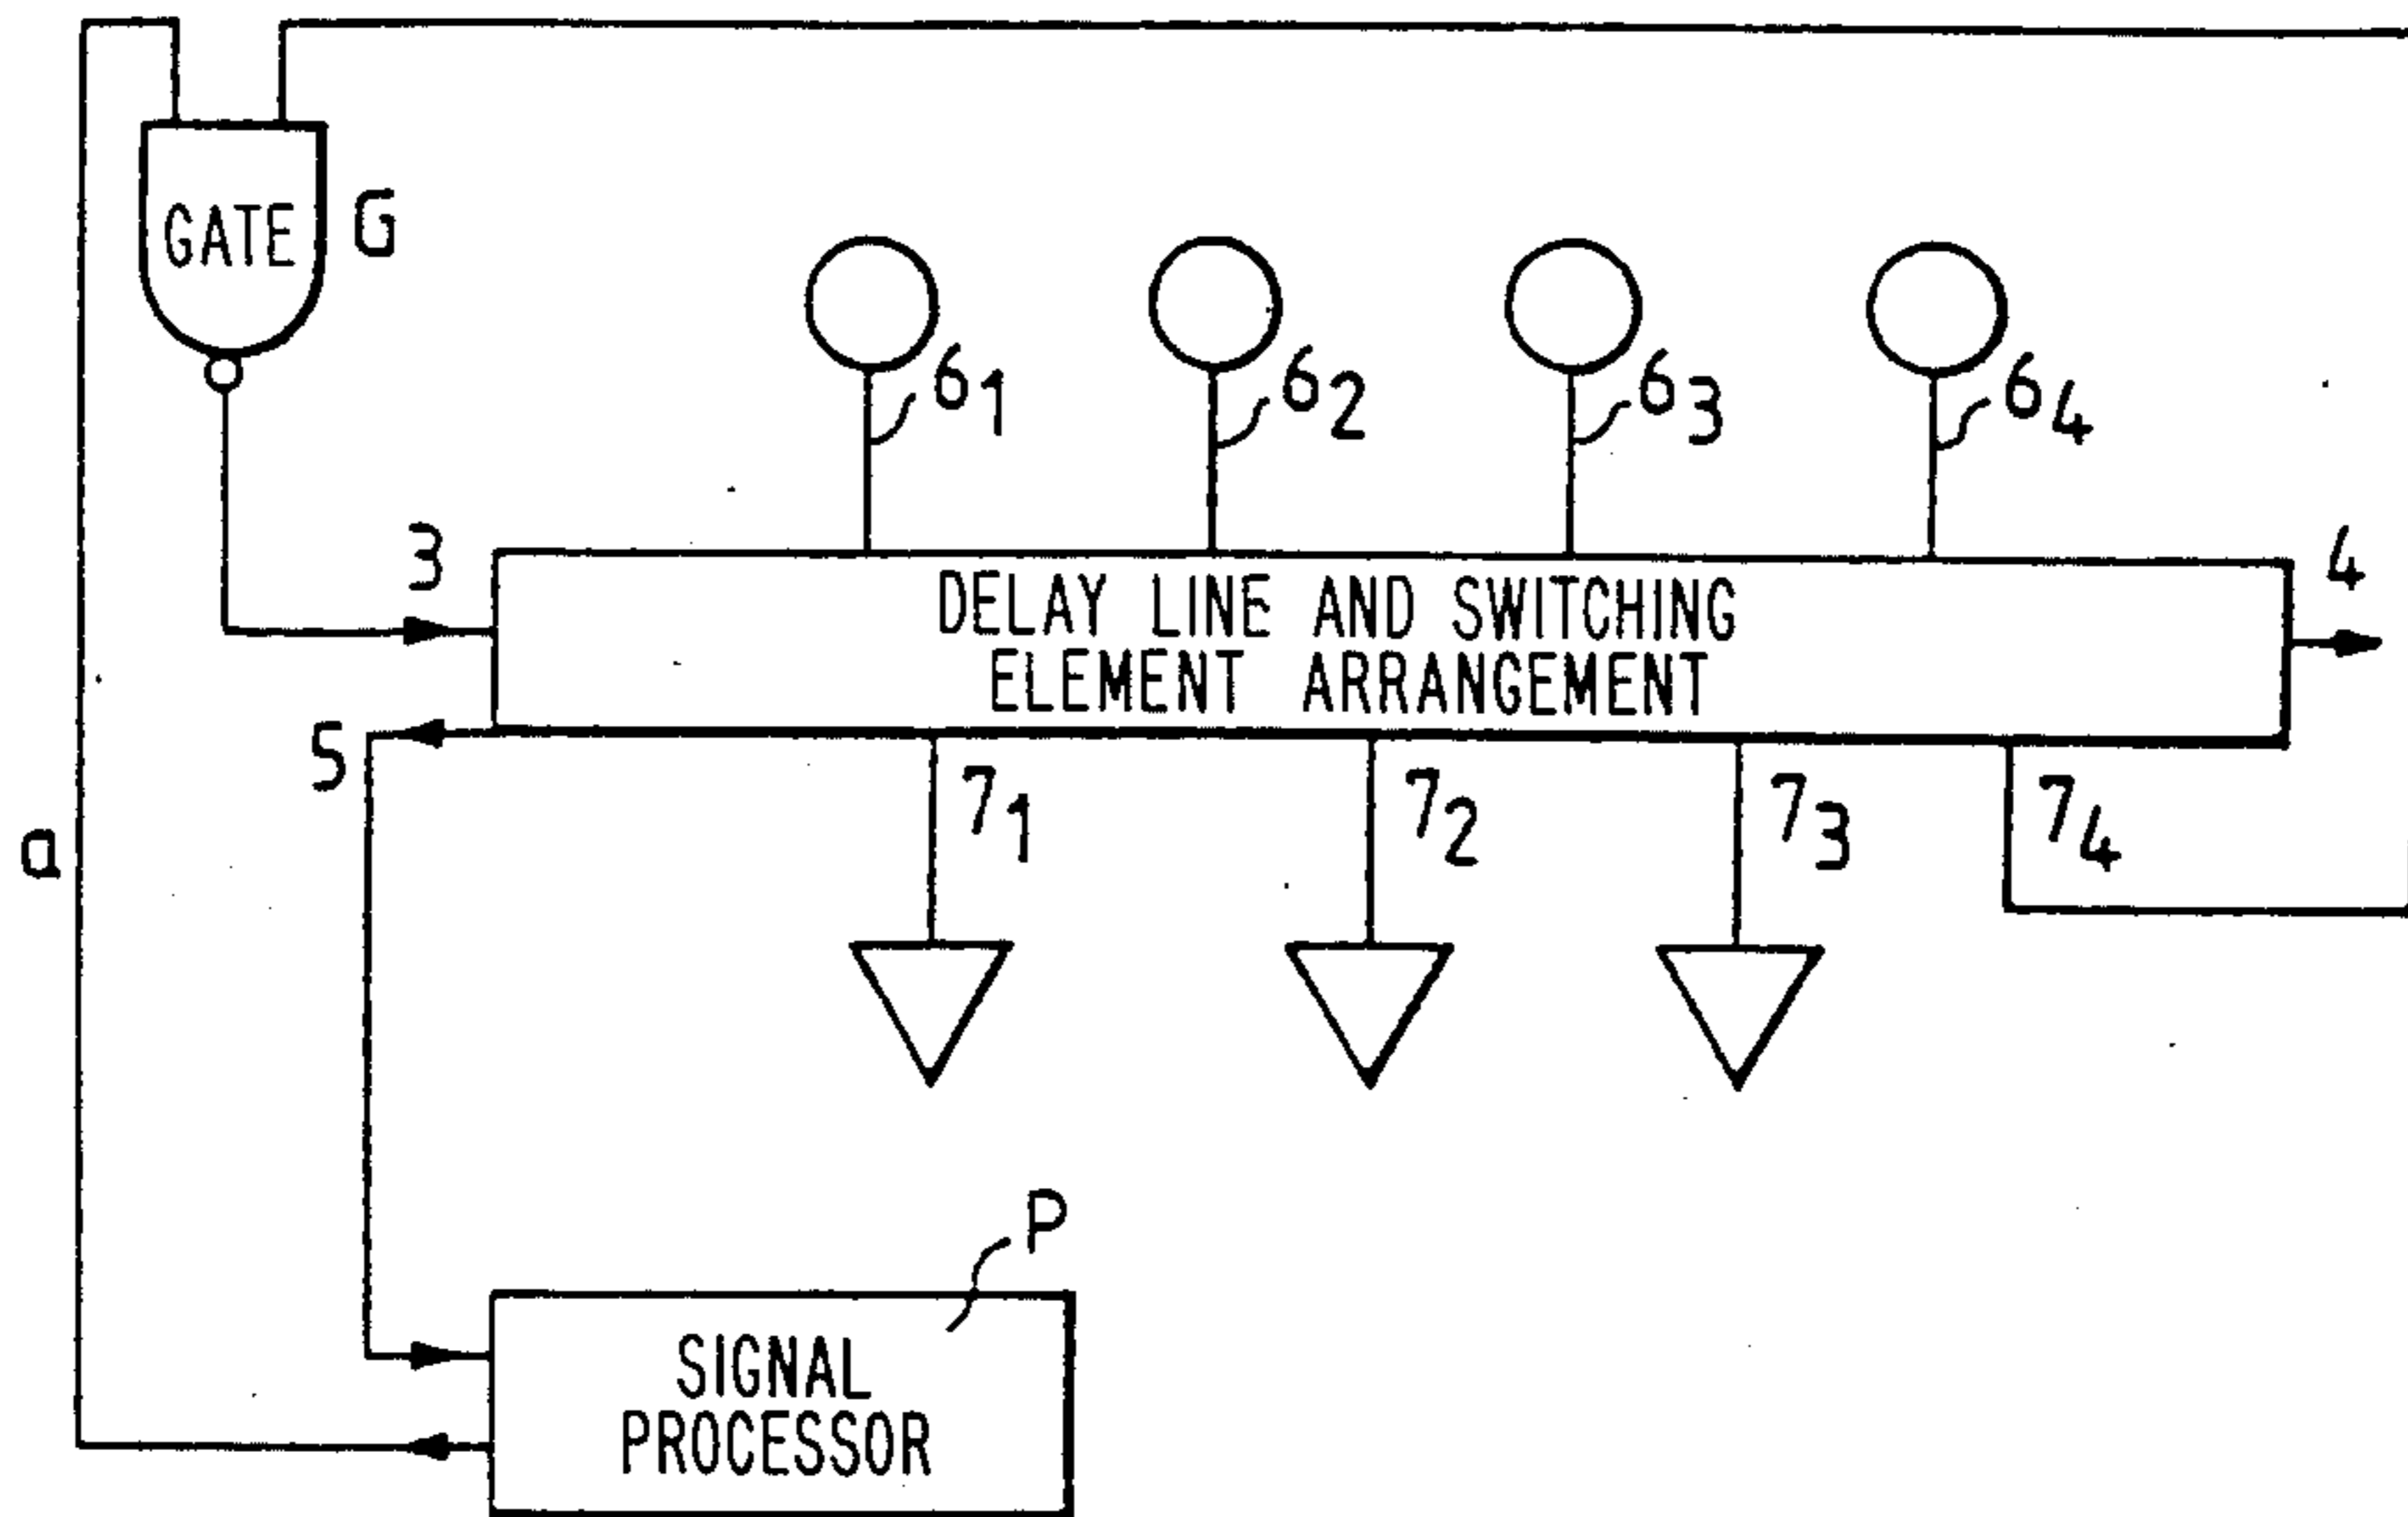 GATE G
6₁ 6₂ 6₃ 6₄
3
4
DELAY LINE AND SWITCHING
ELEMENT ARRANGEMENT
5
7₁ 7₂ 7₃ 7₄
a
P
SIGNAL
PROCESSOR